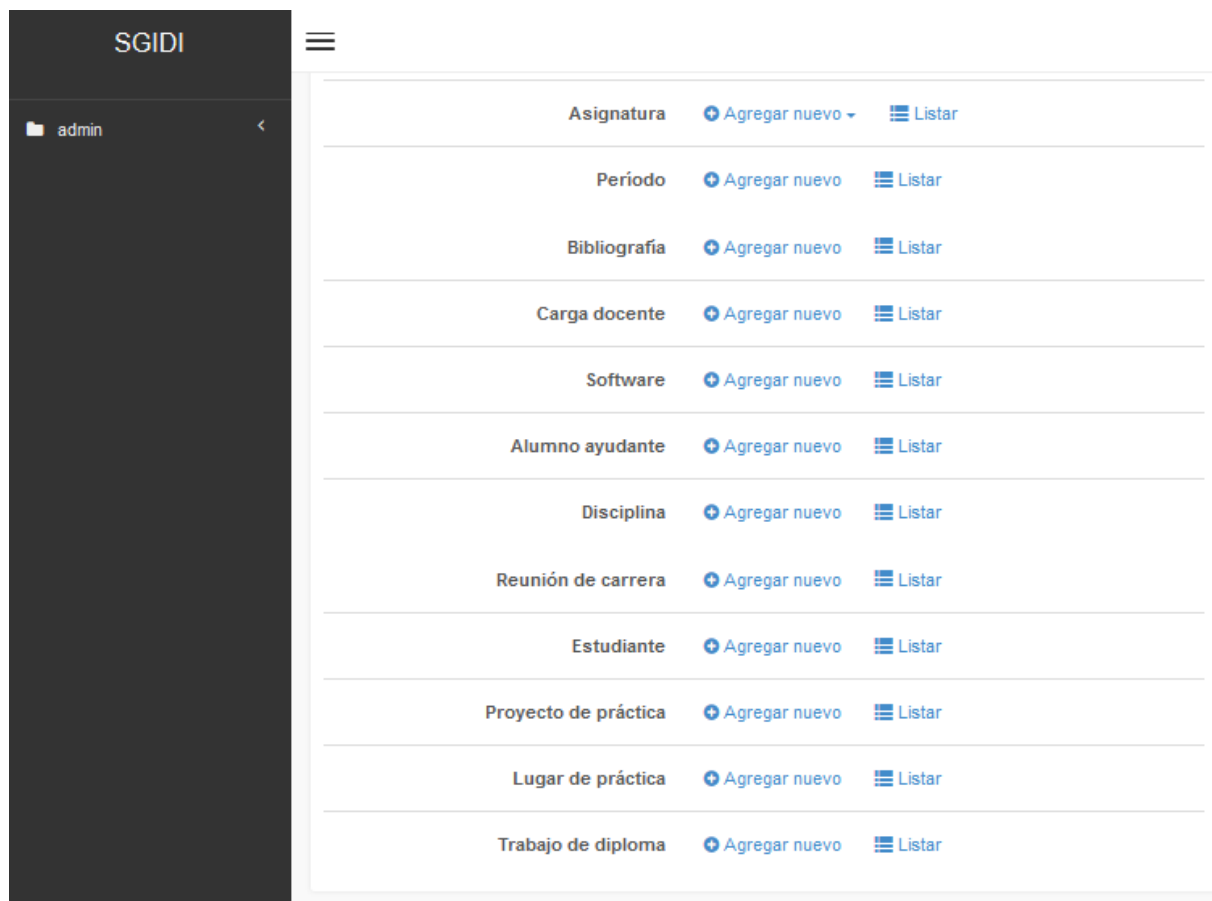 SGIDI
admin
Asignatura Agregar nuevo Listar
Período Agregar nuevo Listar
Bibliografía Agregar nuevo Listar
Carga docente Agregar nuevo Listar
Software Agregar nuevo Listar
Alumno ayudante Agregar nuevo Listar
Disciplina Agregar nuevo Listar
Reunión de carrera Agregar nuevo Listar
Estudiante Agregar nuevo Listar
Proyecto de práctica Agregar nuevo Listar
Lugar de práctica Agregar nuevo Listar
Trabajo de diploma Agregar nuevo Listar